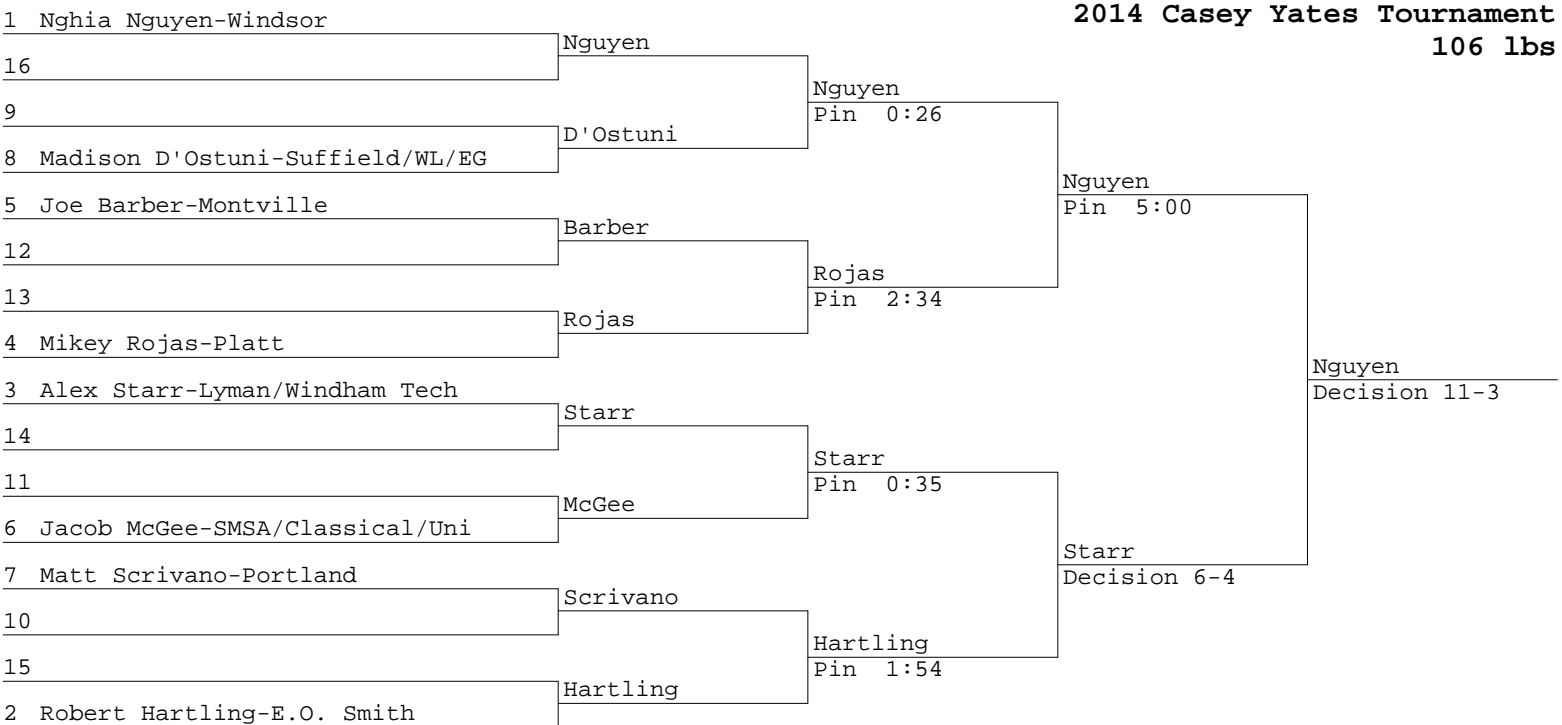 2014 Casey Yates Tournament
106 lbs
1 Nghia Nguyen-Windsor
16
9
8 Madison D'Ostuni-Suffield/WL/EG
5 Joe Barber-Montville
12
13
4 Mikey Rojas-Platt
3 Alex Starr-Lyman/Windham Tech
14
11
6 Jacob McGee-SMSA/Classical/Uni
7 Matt Scrivano-Portland
10
15
2 Robert Hartling-E.O. Smith
Nguyen
D'Ostuni
Barber
Rojas
Starr
McGee
Scrivano
Hartling
Nguyen
Pin 0:26
Rojas
Pin 2:34
Starr
Pin 0:35
Hartling
Pin 1:54
Nguyen
Pin 5:00
Starr
Decision 6-4
Nguyen
Decision 11-3